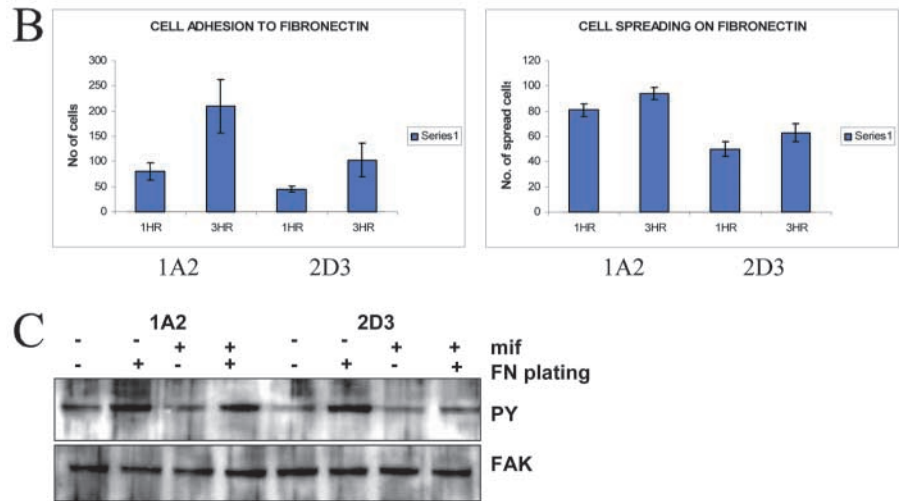 B
CELL ADHESION TO FIBRONECTIN
300
250
200
150
100
50
0
No of cells
1HR 3HR 1HR 3HR
Series1
1A2 2D3
CELL SPREADING ON FIBRONECTIN
120
100
80
60
40
20
0
No. of spread cells
1HR 3HR 1HR 3HR
Series1
1A2 2D3
C
1A2 2D3
- - + + - - + + mif
- + - + - + - + FN plating
PY
FAK